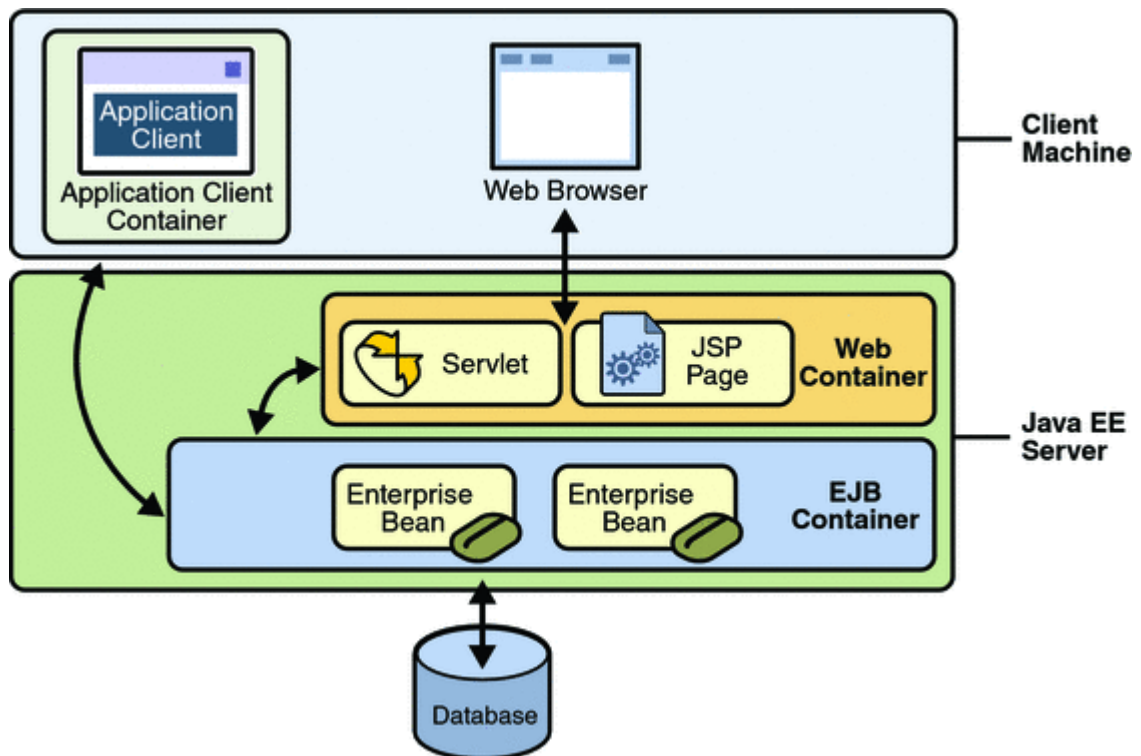 Application
Client
Application Client
Container
Web Browser
Client
Machine
Servlet
JSP
Page
Web
Container
Java EE
Server
Enterprise
Bean
Enterprise
Bean
EJB
Container
Database